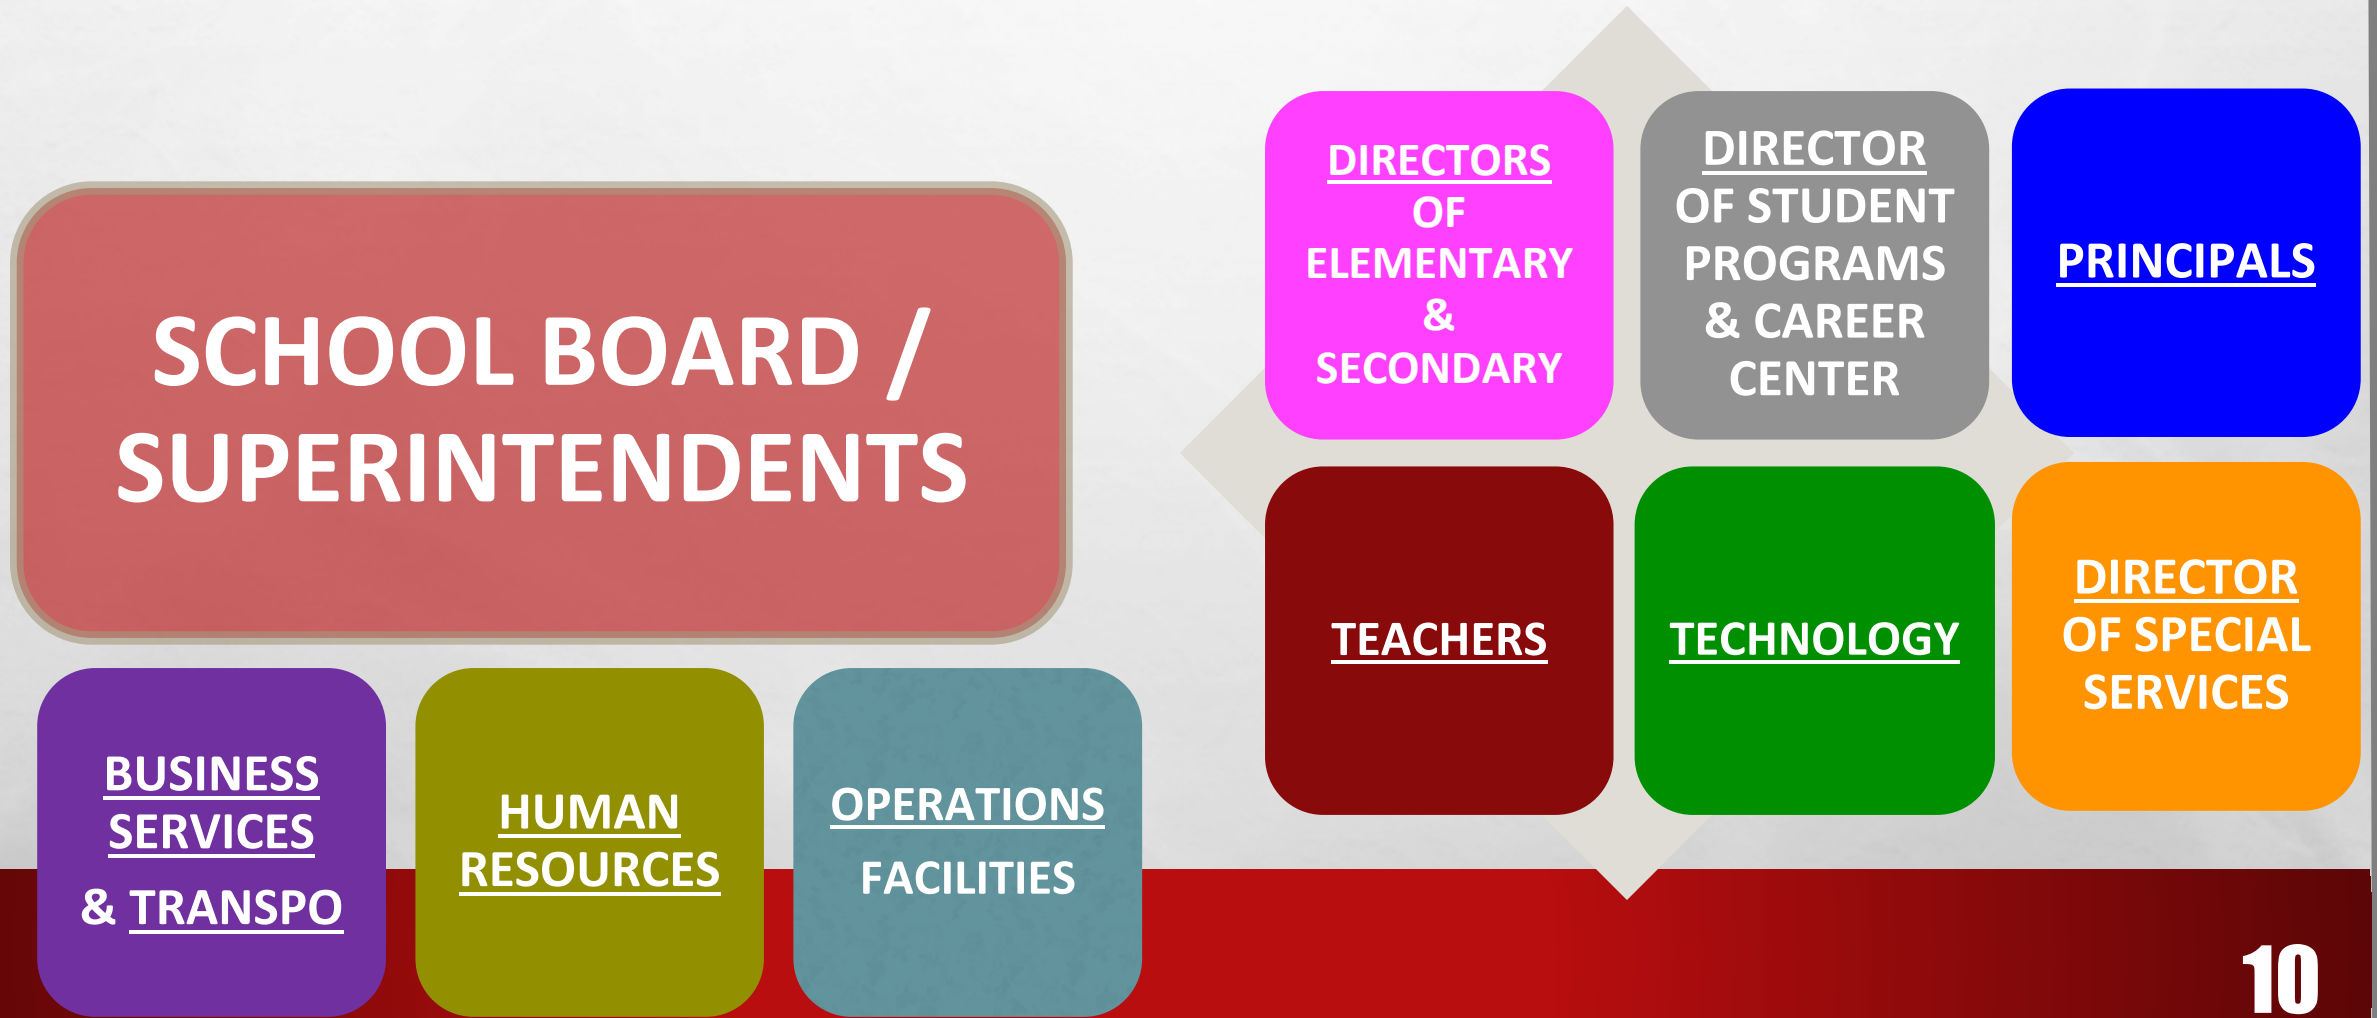 SCHOOL BOARD /
SUPERINTENDENTS
BUSINESS
SERVICES
& TRANSPO
HUMAN
RESOURCES
OPERATIONS
FACILITIES
DIRECTORS
OF
ELEMENTARY
&
SECONDARY
DIRECTOR
OF STUDENT
PROGRAMS
& CAREER
CENTER
PRINCIPALS
TEACHERS
TECHNOLOGY
DIRECTOR
OF SPECIAL
SERVICES
10